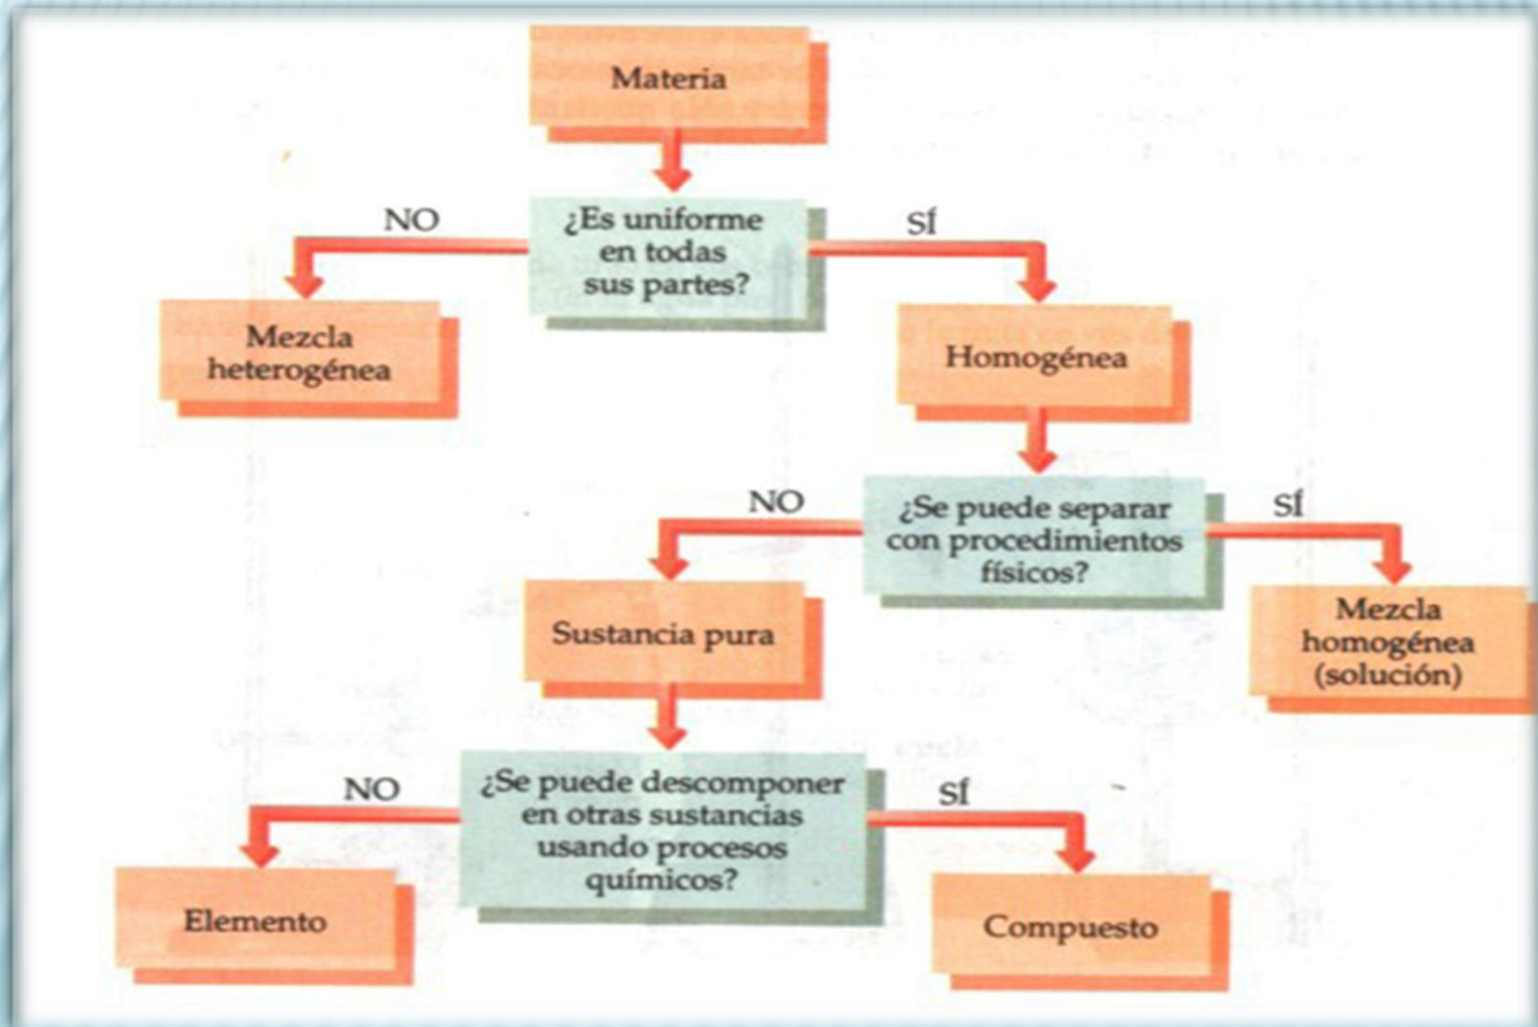 Materia
¿Es uniforme
en todas
sus partes?
NO
SÍ
Mezcla
heterogénea
Homogénea
¿Se puede separar
con procedimientos
físicos?
NO
SÍ
Sustancia pura
Mezcla
homogénea
(solución)
¿Se puede descomponer
en otras sustancias
usando procesos
químicos?
NO
SÍ
Elemento
Compuesto